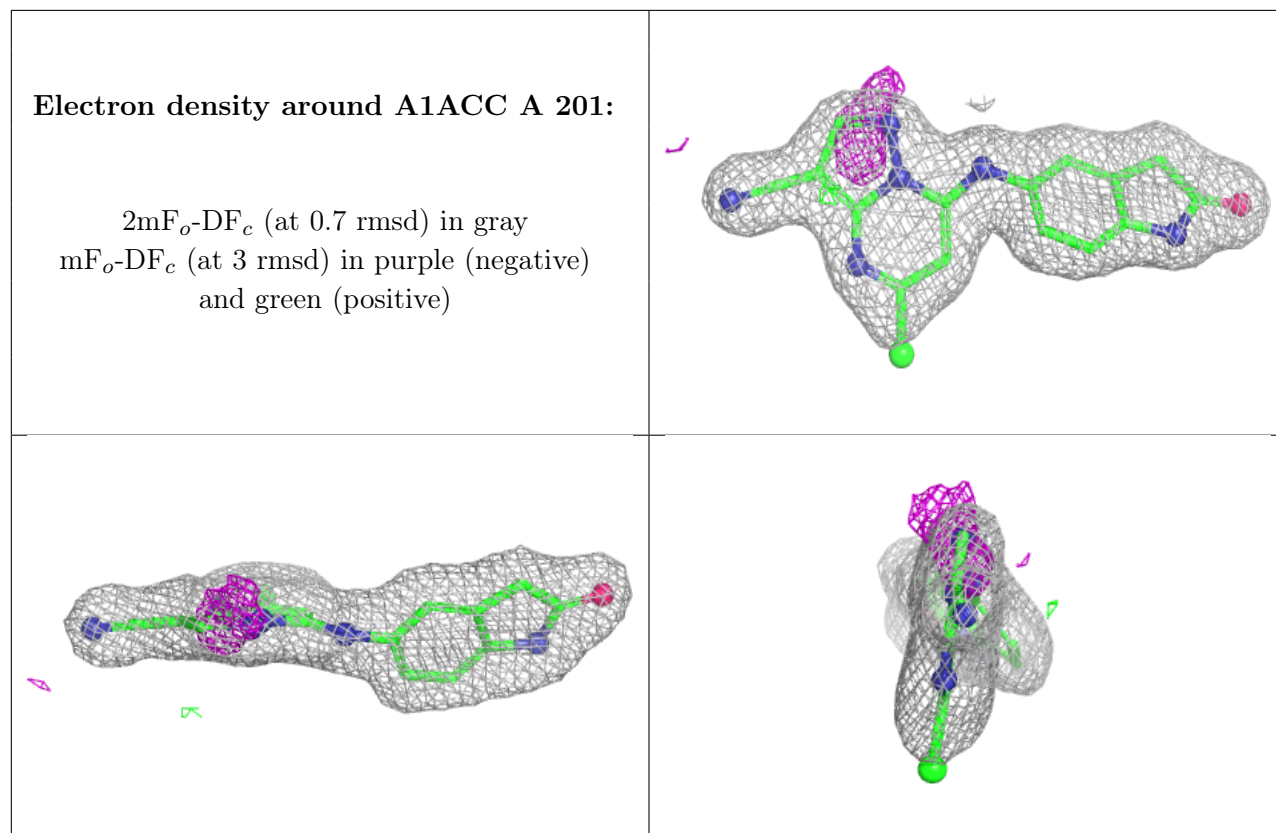 Electron density around A1ACC A 201:
2mFo-DFc (at 0.7 rmsd) in gray
mFo-DFc (at 3 rmsd) in purple (negative)
and green (positive)